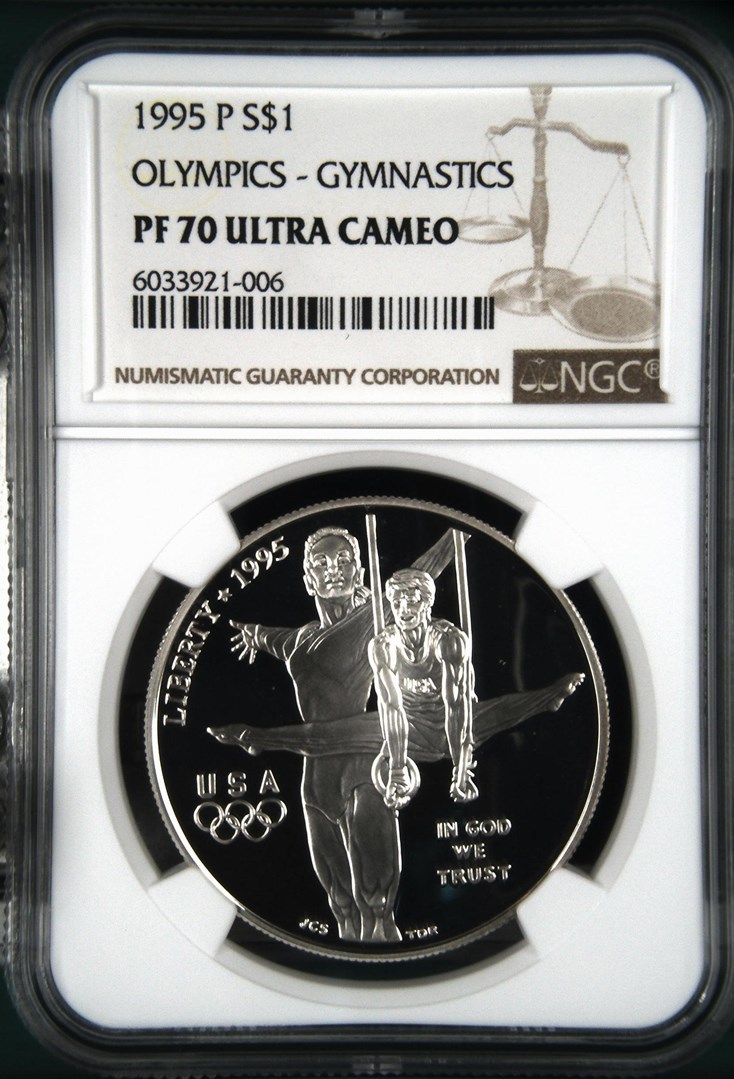 1995 P S$1
OLYMPICS - GYMNASTICS
PF 70 ULTRA CAMEO
6033921-006
NUMISMATIC GUARANTY CORPORATION
NGC®
LIBERTY ★ 1995
USA
USA
IN GOD
WE
TRUST
JCS
TDR